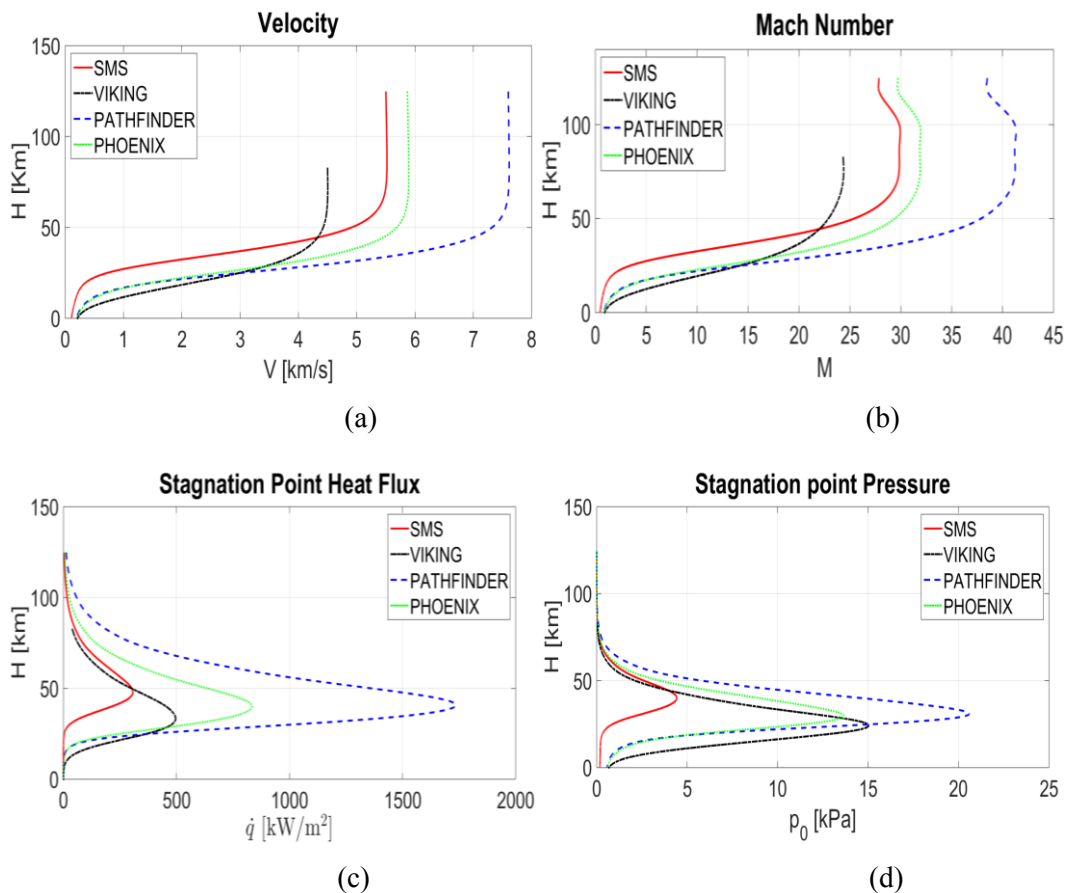 Velocity
150
100
50
0
H [Km]
SMS
VIKING
PATHFINDER
PHOENIX
0 1 2 3 4 5 6 7 8
V [km/s]
(a)
Mach Number
100
50
0
H [km]
SMS
VIKING
PATHFINDER
PHOENIX
0 5 10 15 20 25 30 35 40 45
M
(b)
Stagnation Point Heat Flux
150
100
50
0
H [km]
SMS
VIKING
PATHFINDER
PHOENIX
0 500 1000 1500 2000
q̇ [kW/m²]
(c)
Stagnation point Pressure
150
100
50
0
H [km]
SMS
VIKING
PATHFINDER
PHOENIX
0 5 10 15 20 25
p₀ [kPa]
(d)